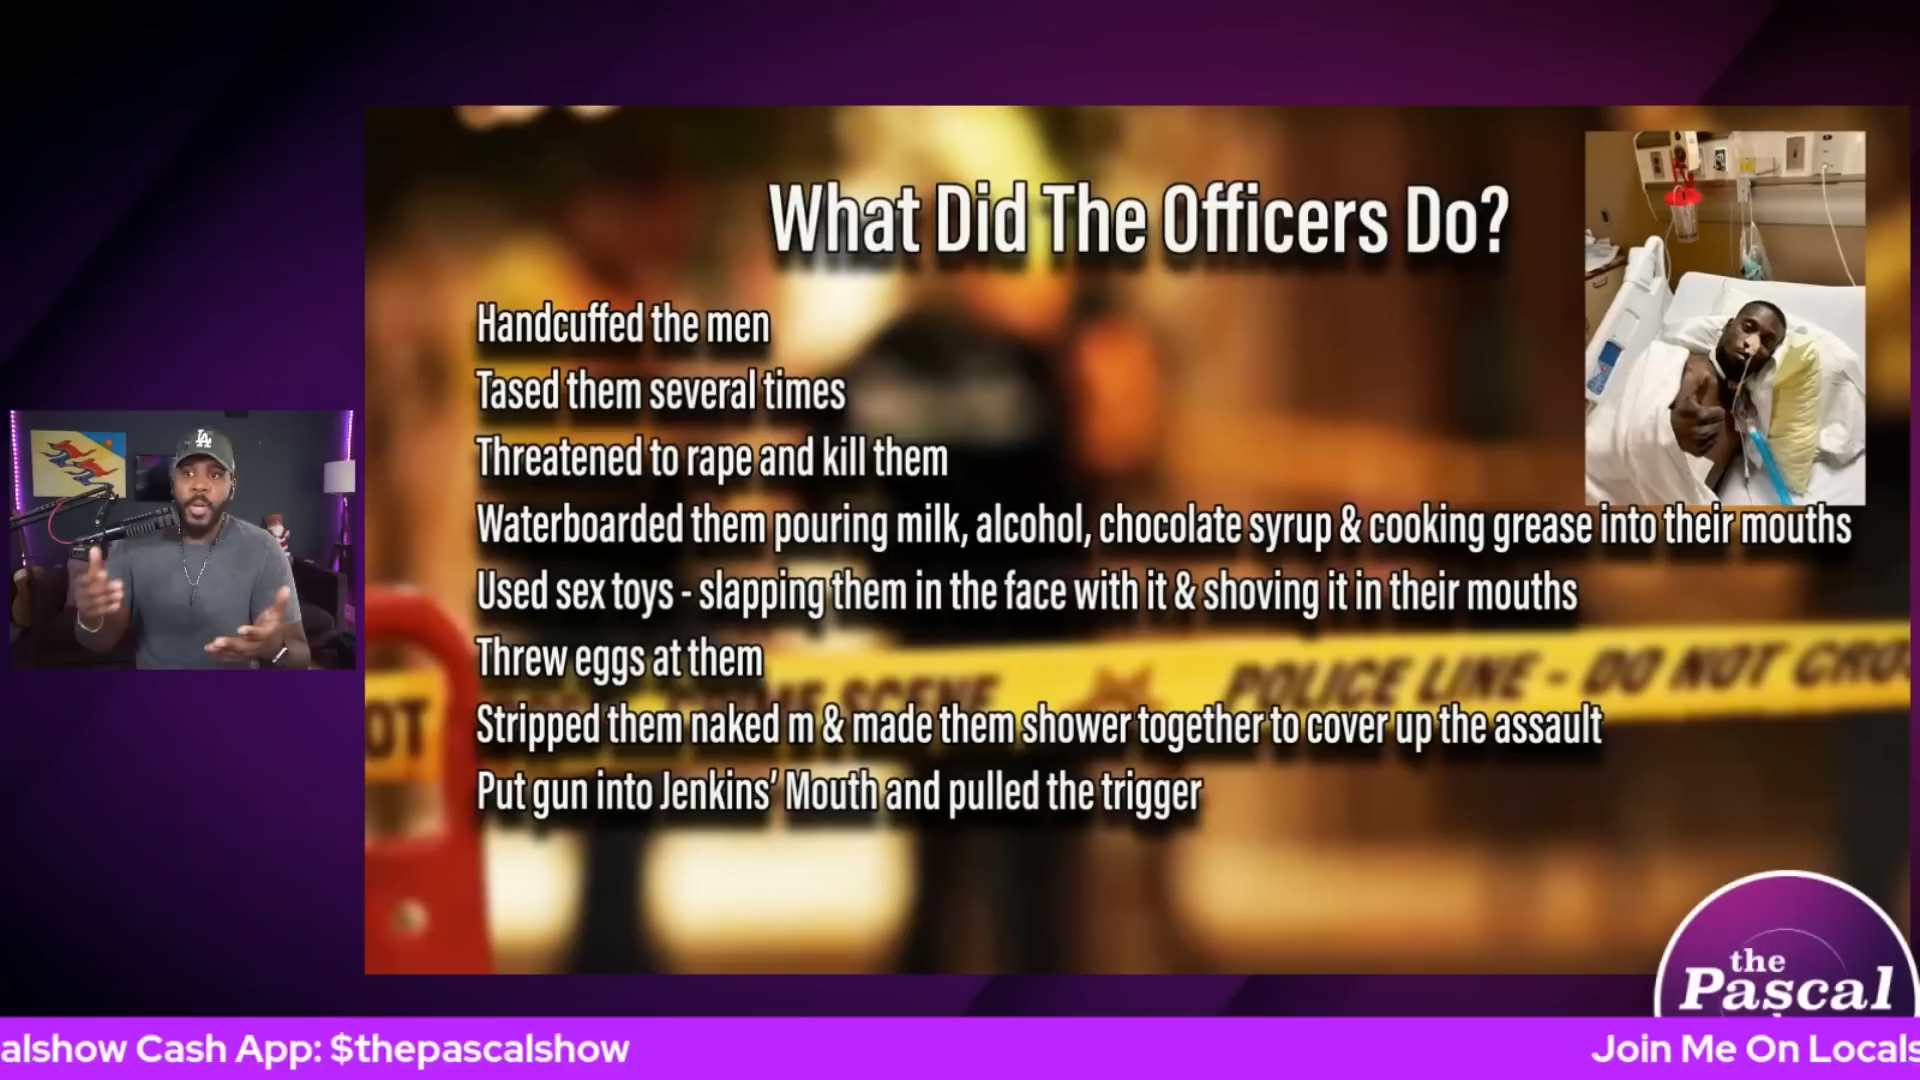 What Did The Officers Do?
Handcuffed the men
Tased them several times
Threatened to rape and kill them
Waterboarded them pouring milk, alcohol, chocolate syrup & cooking grease into their mouths
Used sex toys - slapping them in the face with it & shoving it in their mouths
Threw eggs at them
POLICE LINE - DO NOT CRO
SCENE
OT
Stripped them naked m & made them shower together to cover up the assault
Put gun into Jenkins' Mouth and pulled the trigger
LA
the
Pascal
alshow Cash App: $thepascalshow
Join Me On Locals